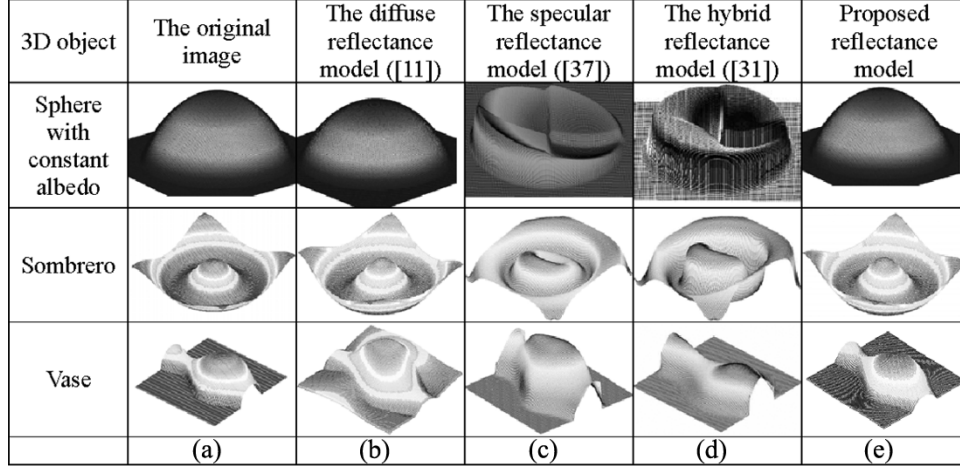 3D object
The original
image
The diffuse
reflectance
model ([11])
The specular
reflectance
model ([37])
The hybrid
reflectance
model ([31])
Proposed
reflectance
model
Sphere
with
constant
albedo
Sombrero
Vase
(a)
(b)
(c)
(d)
(e)